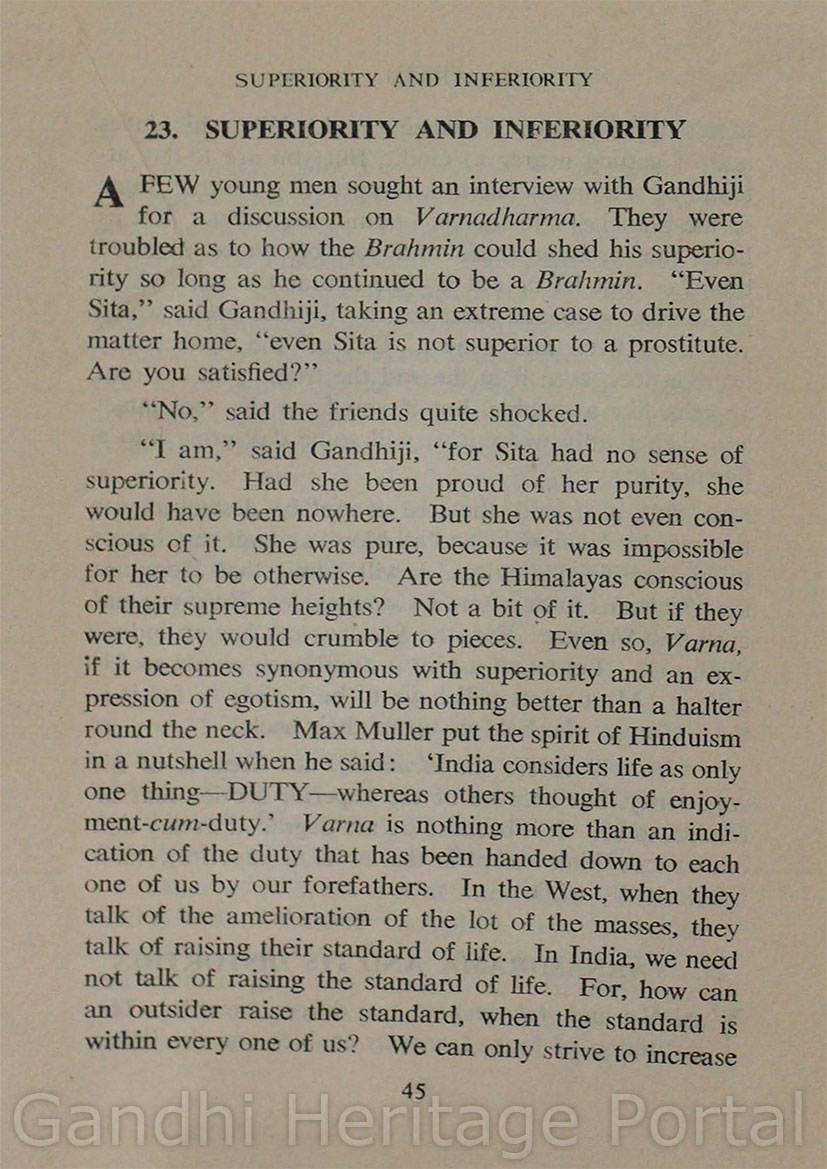 SUPERIORITY AND INFERIORITY
23. SUPERIORITY AND INFERIORITY
A FEW young men sought an interview with Gandhiji
for a discussion on Varnadharma. They were
troubled as to how the Brahmin could shed his superio-
rity so long as he continued to be a Brahmin. “Even
Sita,” said Gandhiji, taking an extreme case to drive the
matter home, “even Sita is not superior to a prostitute.
Are you satisfied?”
“No,” said the friends quite shocked.
“I am,” said Gandhiji, “for Sita had no sense of
superiority. Had she been proud of her purity, she
would have been nowhere. But she was not even con-
scious of it. She was pure, because it was impossible
for her to be otherwise. Are the Himalayas conscious
of their supreme heights? Not a bit of it. But if they
were, they would crumble to pieces. Even so, Varna,
if it becomes synonymous with superiority and an ex-
pression of egotism, will be nothing better than a halter
round the neck. Max Muller put the spirit of Hinduism
in a nutshell when he said: ‘India considers life as only
one thing—DUTY—whereas others thought of enjoy-
ment-cum-duty.’ Varna is nothing more than an indi-
cation of the duty that has been handed down to each
one of us by our forefathers. In the West, when they
talk of the amelioration of the lot of the masses, they
talk of raising their standard of life. In India, we need
not talk of raising the standard of life. For, how can
an outsider raise the standard, when the standard is
within every one of us? We can only strive to increase
45
Gandhi Heritage Portal